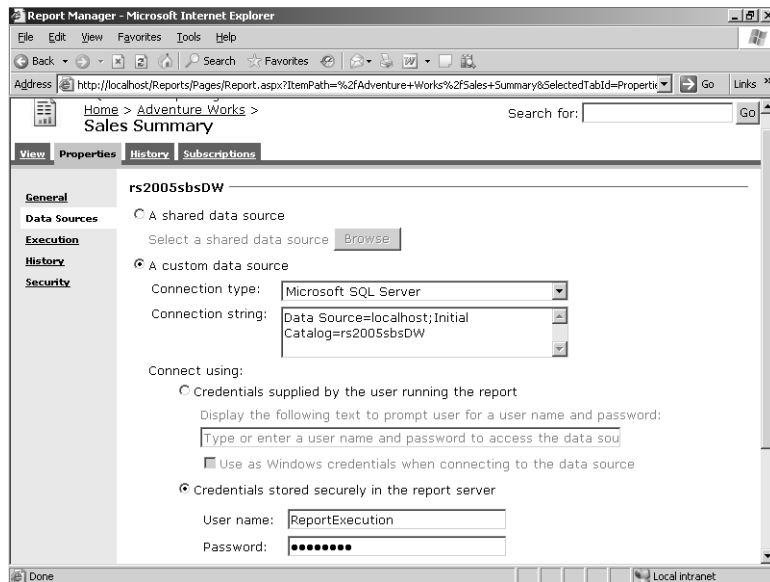 Report Manager - Microsoft Internet Explorer
File Edit View Favorites Tools Help
Back Search Favorites
Address http://localhost/Reports/Pages/Report.aspx?ItemPath=%2fAdventure+Works%2fSales+Summary&SelectedTabId=Propertie Go Links »
Home > Adventure Works >
Sales Summary
Search for: Go
View Properties History Subscriptions
General
Data Sources
Execution
History
Security
rs2005sbsDW
A shared data source
Select a shared data source Browse
A custom data source
Connection type: Microsoft SQL Server
Connection string: Data Source=localhost;Initial
Catalog=rs2005sbsDW
Connect using:
Credentials supplied by the user running the report
Display the following text to prompt user for a user name and password:
Type or enter a user name and password to access the data sou
Use as Windows credentials when connecting to the data source
Credentials stored securely in the report server
User name: ReportExecution
Password: ●●●●●●●●
Done Local intranet